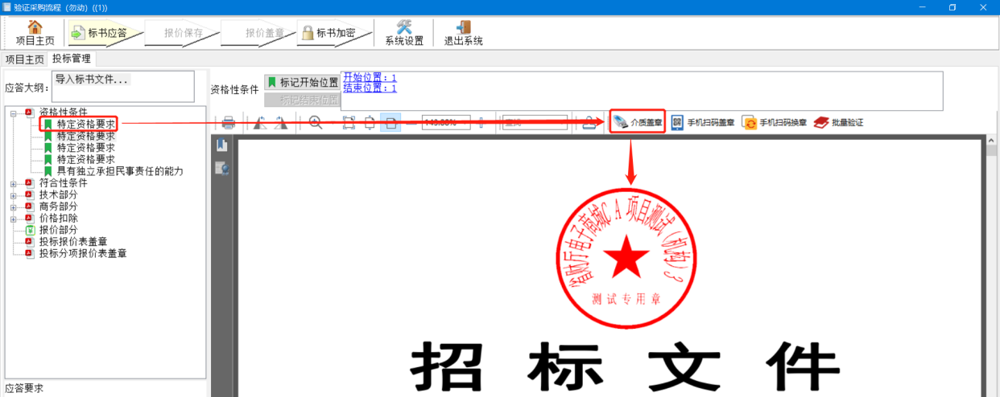 验证采购流程（勿动）((1))
项目主页
标书应答
报价保存
报价盖章
标书加密
系统设置
退出系统
项目主页
投标管理
应答大纲：
导入标书文件...
资格性条件
标记开始位置
标记结束位置
开始位置：1
结束位置：1
资格性条件
特定资格要求
特定资格要求
特定资格要求
特定资格要求
具有独立承担民事责任的能力
符合性条件
技术部分
商务部分
价格扣除
报价部分
投标报价表盖章
投标分项报价表盖章
应答要求
介质盖章
手机扫码盖章
手机扫码换章
批量验证
省财厅电子商城CA项目测试（机构）3
测试专用章
招标文件